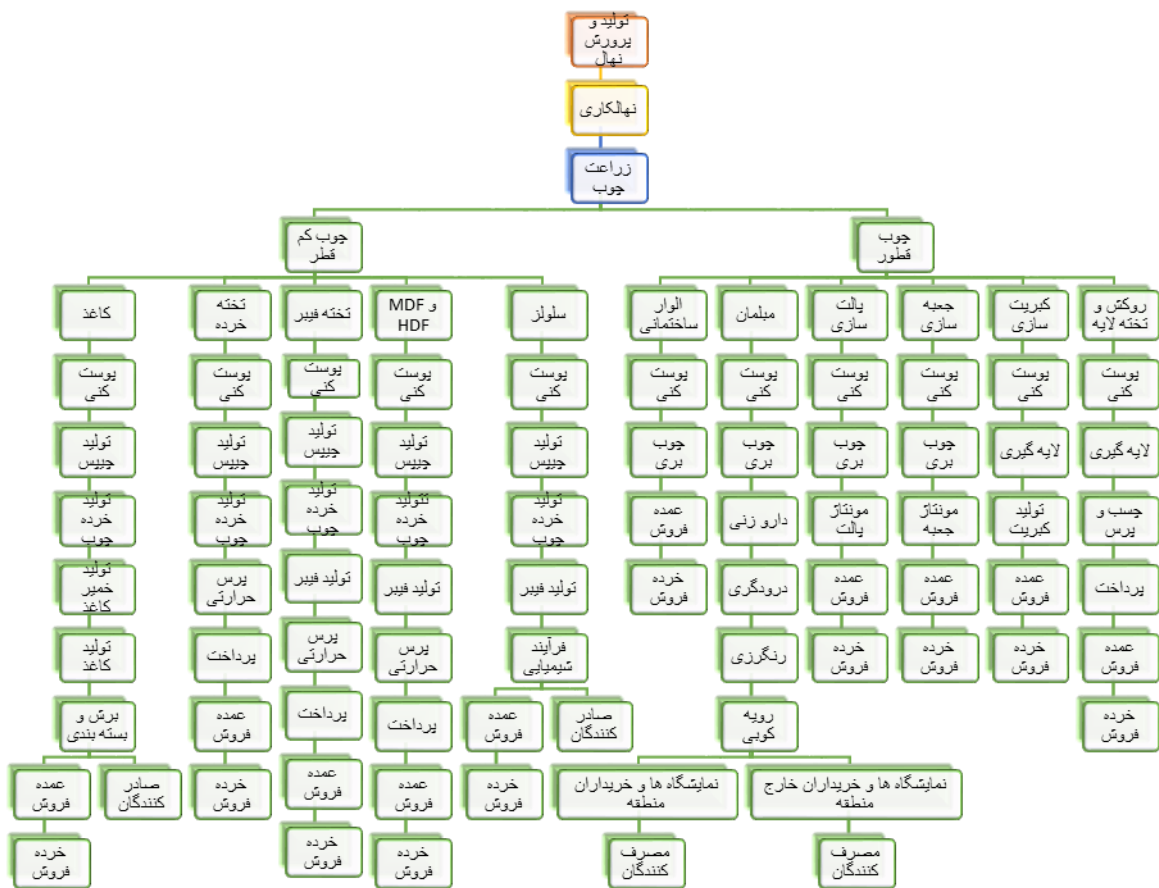 تولید و
پرورش
نهال
نهالکاری
زراعت
چوب
چوب
قطور
چوب کم
قطر
روکش و
تخته لایه
کبریت
سازی
جعبه
سازی
پالت
سازی
مبلمان
الوار
ساختمانی
سلولز
MDF و
HDF
تخته فیبر
تخته
خرده
کاغذ
پوست
کنی
پوست
کنی
پوست
کنی
پوست
کنی
پوست
کنی
پوست
کنی
پوست
کنی
پوست
کنی
پوست
کنی
پوست
کنی
پوست
کنی
لایه گیری
لایه گیری
چوب
بری
چوب
بری
چوب
بری
چوب
بری
تولید
چیپس
تولید
چیپس
تولید
چیپس
تولید
چیپس
تولید
چیپس
چسب و
پرس
تولید
کبریت
مونتاژ
جعبه
مونتاژ
پالت
دارو زنی
عمده
فروش
تولید
خرده
چوب
تتولید
خرده
چوب
تولید
خرده
چوب
تولید
خرده
چوب
تولید
خرده
چوب
پرداخت
عمده
فروش
عمده
فروش
عمده
فروش
درودگری
خرده
فروش
تولید فیبر
تولید فیبر
تولید فیبر
پرس
حرارتی
تولید
خمیر
کاغذ
عمده
فروش
خرده
فروش
خرده
فروش
خرده
فروش
رنگرزی
فرآیند
شیمیایی
پرس
حرارتی
پرس
حرارتی
پرداخت
تولید
کاغذ
خرده
فروش
رویه
کوبی
صادر
کنندگان
عمده
فروش
پرداخت
پرداخت
عمده
فروش
برش و
بسته بندی
نمایشگاه ها و خریداران خارج
منطقه
نمایشگاه ها و خریداران
منطقه
خرده
فروش
عمده
فروش
عمده
فروش
خرده
فروش
صادر
کنندگان
عمده
فروش
مصرف
کنندگان
مصرف
کنندگان
خرده
فروش
خرده
فروش
خرده
فروش